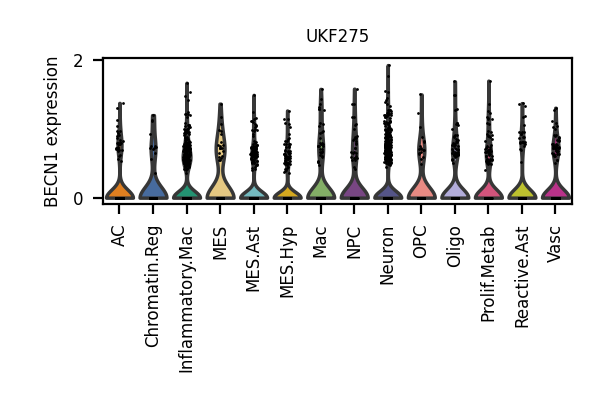 UKF275
BECN1 expression
2
0
AC
Chromatin.Reg
Inflammatory.Mac
MES
MES.Ast
MES.Hyp
Mac
NPC
Neuron
OPC
Oligo
Prolif.Metab
Reactive.Ast
Vasc